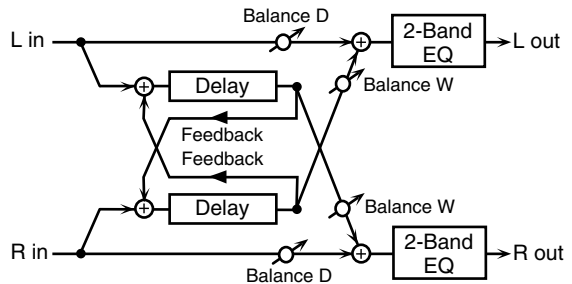 Balance D
L in
2-Band
EQ
L out
Delay
Balance W
Feedback
Feedback
Delay
Balance W
R in
2-Band
EQ
R out
Balance D